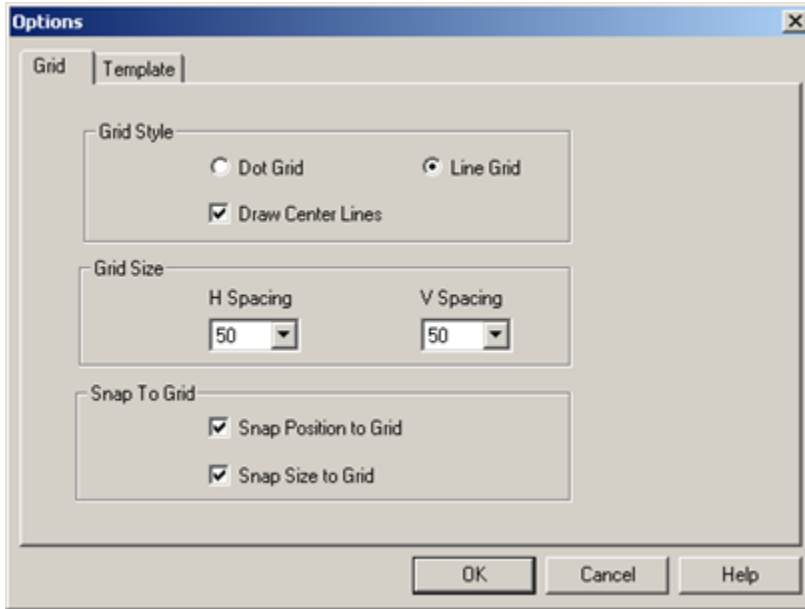 Options
Grid Template
Grid Style
Dot Grid Line Grid
Draw Center Lines
Grid Size
H Spacing V Spacing
50 50
Snap To Grid
Snap Position to Grid
Snap Size to Grid
OK Cancel Help